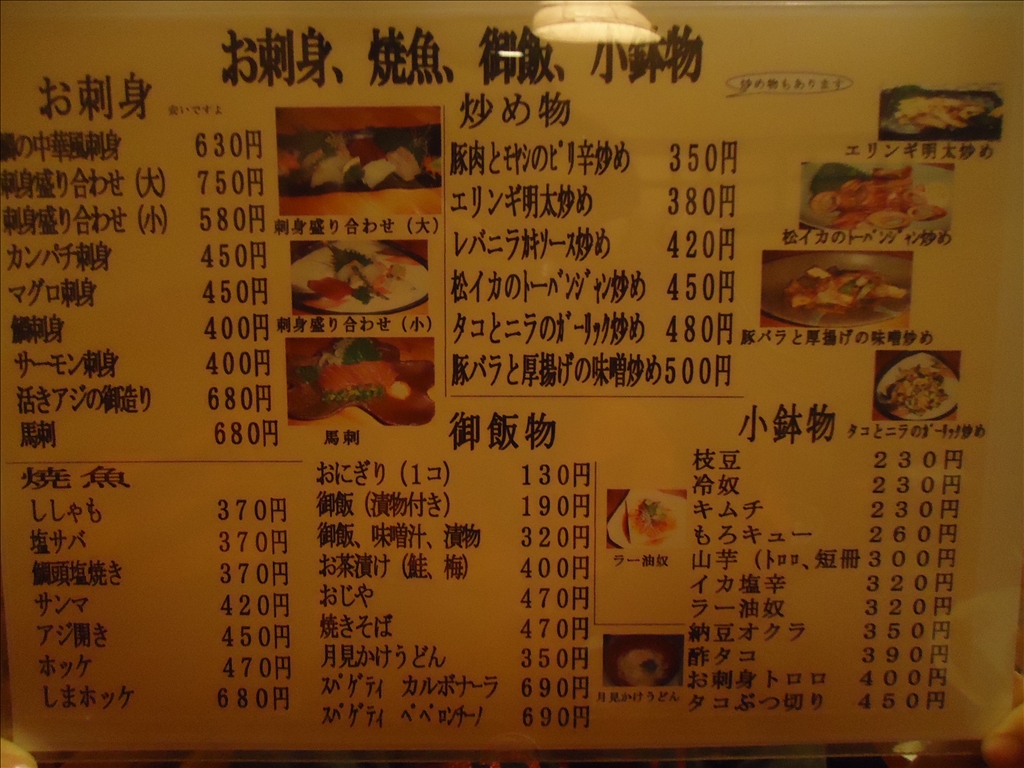 お刺身、焼魚、御飯、小鉢物
お刺身 安いですよ
鯛の中華風刺身 630円
刺身盛り合わせ（大） 750円
刺身盛り合わせ（小） 580円
カンパチ刺身 450円
マグロ刺身 450円
鯛刺身 400円
サーモン刺身 400円
活きアジの御造り 680円
馬刺 680円
刺身盛り合わせ（大）
刺身盛り合わせ（小）
馬刺
炒め物
炒め物もあります
豚肉とモヤシのピリ辛炒め 350円
エリンギ明太炒め 380円
レバニラカキソース炒め 420円
松イカのトーバンジャン炒め 450円
タコとニラのガーリック炒め 480円
豚バラと厚揚げの味噌炒め 500円
エリンギ明太炒め
松イカのトーバンジャン炒め
豚バラと厚揚げの味噌炒め
タコとニラのガーリック炒め
焼魚
ししゃも 370円
塩サバ 370円
鯛頭塩焼き 370円
サンマ 420円
アジ開き 450円
ホッケ 470円
しまホッケ 680円
御飯物
おにぎり（1コ） 130円
御飯（漬物付き） 190円
御飯、味噌汁、漬物 320円
お茶漬け（鮭、梅） 400円
おじや 470円
焼きそば 470円
月見かけうどん 350円
スパゲティ カルボナーラ 690円
スパゲティ ペペロンチーノ 690円
ラー油奴
月見かけうどん
小鉢物
枝豆 230円
冷奴 230円
キムチ 230円
もろキュー 260円
山芋（トロロ、短冊 300円
イカ塩辛 320円
ラー油奴 320円
納豆オクラ 350円
酢タコ 390円
お刺身トロロ 400円
タコぶつ切り 450円